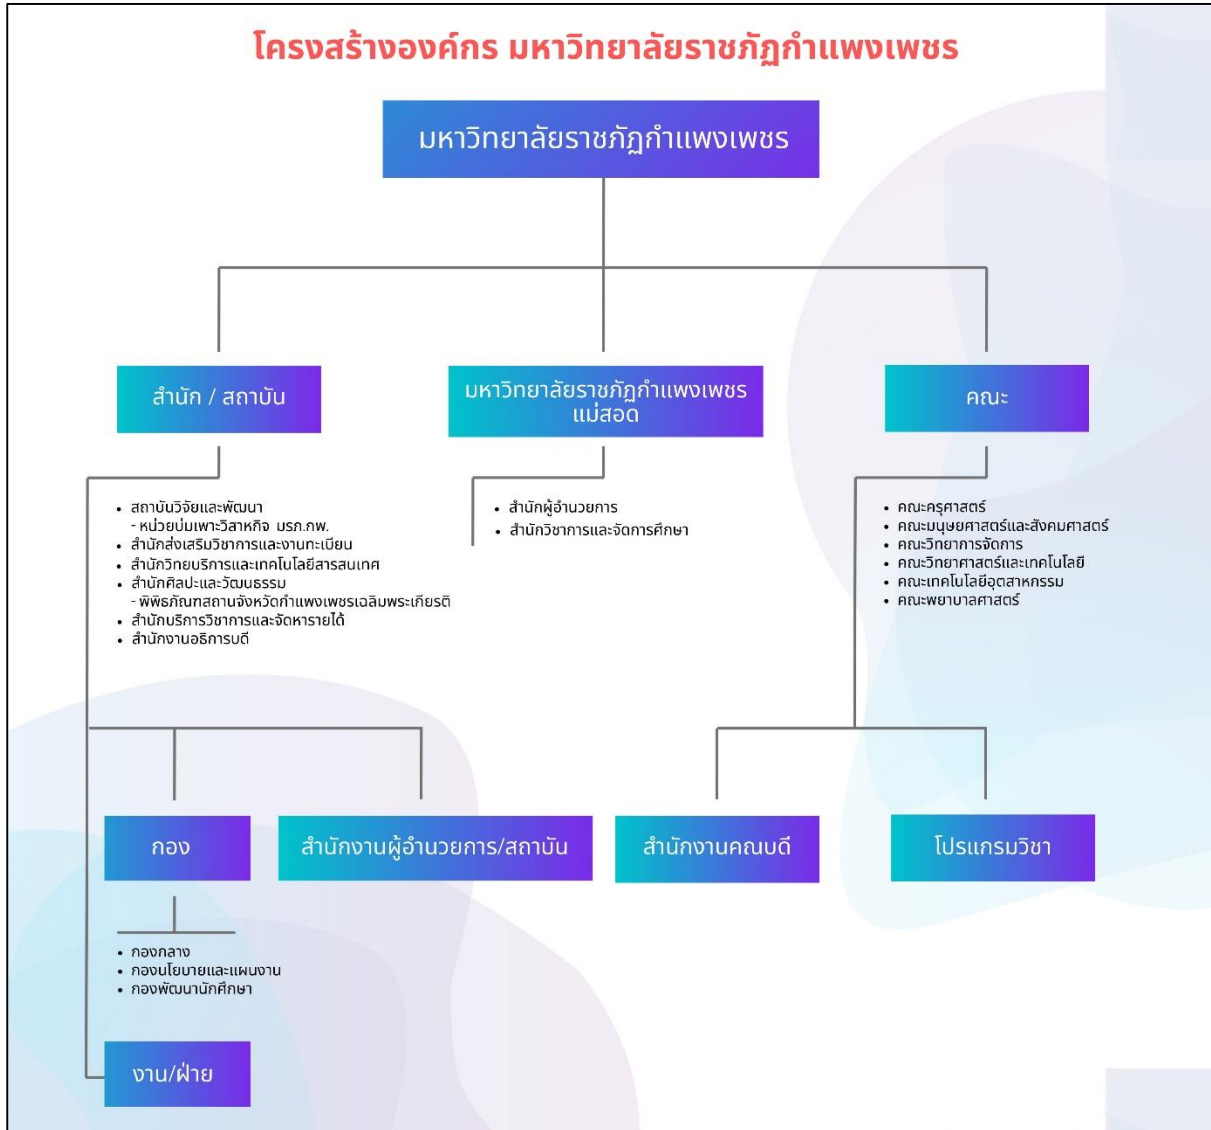 โครงสร้างองค์กร มหาวิทยาลัยราชภัฏกำแพงเพชร
มหาวิทยาลัยราชภัฏกำแพงเพชร
สำนัก / สถาบัน
มหาวิทยาลัยราชภัฏกำแพงเพชร
แม่สอด
คณะ
• สถาบันวิจัยและพัฒนา
- หน่วยบ่มเพาะวิสาหกิจ มรภ.กพ.
• สำนักส่งเสริมวิชาการและงานทะเบียน
• สำนักวิทยบริการและเทคโนโลยีสารสนเทศ
• สำนักศิลปะและวัฒนธรรม
- พิพิธภัณฑสถานจังหวัดกำแพงเพชรเฉลิมพระเกียรติ
• สำนักบริการวิชาการและจัดหารายได้
• สำนักงานอธิการบดี
• สำนักผู้อำนวยการ
• สำนักวิชาการและจัดการศึกษา
• คณะครุศาสตร์
• คณะมนุษยศาสตร์และสังคมศาสตร์
• คณะวิทยาการจัดการ
• คณะวิทยาศาสตร์และเทคโนโลยี
• คณะเทคโนโลยีอุตสาหกรรม
• คณะพยาบาลศาสตร์
กอง
สำนักงานผู้อำนวยการ/สถาบัน
สำนักงานคณบดี
โปรแกรมวิชา
• กองกลาง
• กองนโยบายและแผนงาน
• กองพัฒนานักศึกษา
งาน/ฝ่าย